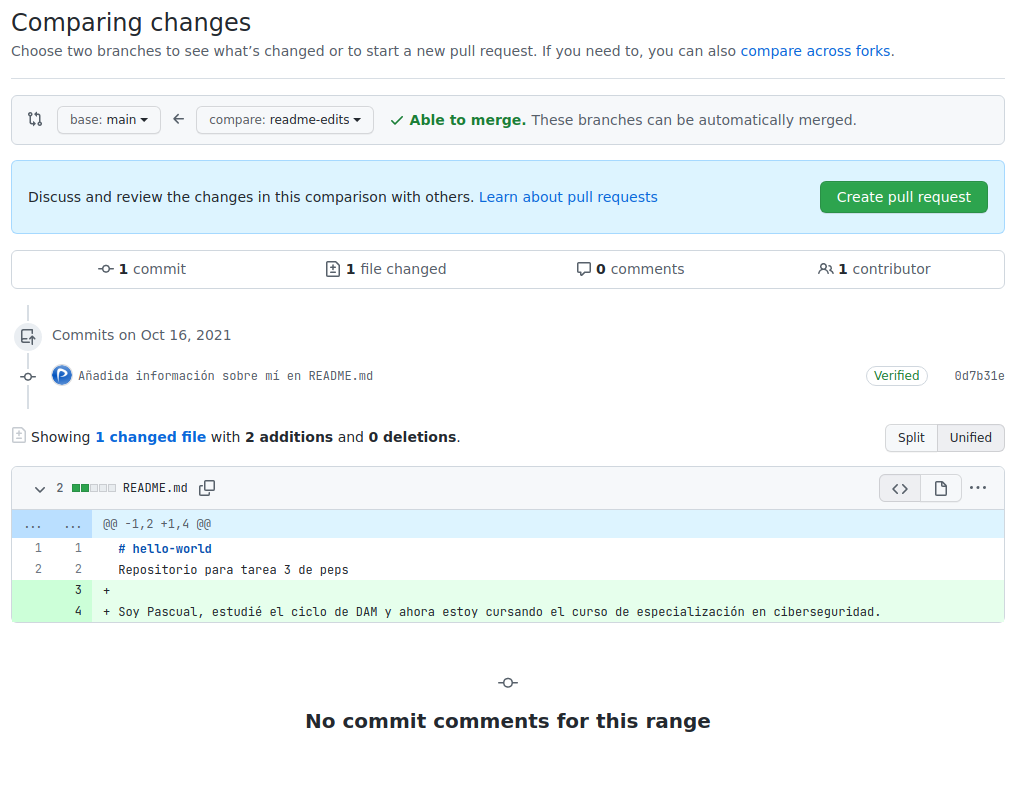 Comparing changes
Choose two branches to see what’s changed or to start a new pull request. If you need to, you can also compare across forks.
base: main ← compare: readme-edits ✓ Able to merge. These branches can be automatically merged.
Discuss and review the changes in this comparison with others. Learn about pull requests Create pull request
1 commit 1 file changed 0 comments 1 contributor
Commits on Oct 16, 2021
Añadida información sobre mí en README.md Verified 0d7b31e
Showing 1 changed file with 2 additions and 0 deletions. Split Unified
2 README.md <> ...
... ... @@ -1,2 +1,4 @@
1 1 # hello-world
2 2 Repositorio para tarea 3 de peps
3 +
4 + Soy Pascual, estudié el ciclo de DAM y ahora estoy cursando el curso de especialización en ciberseguridad.
No commit comments for this range